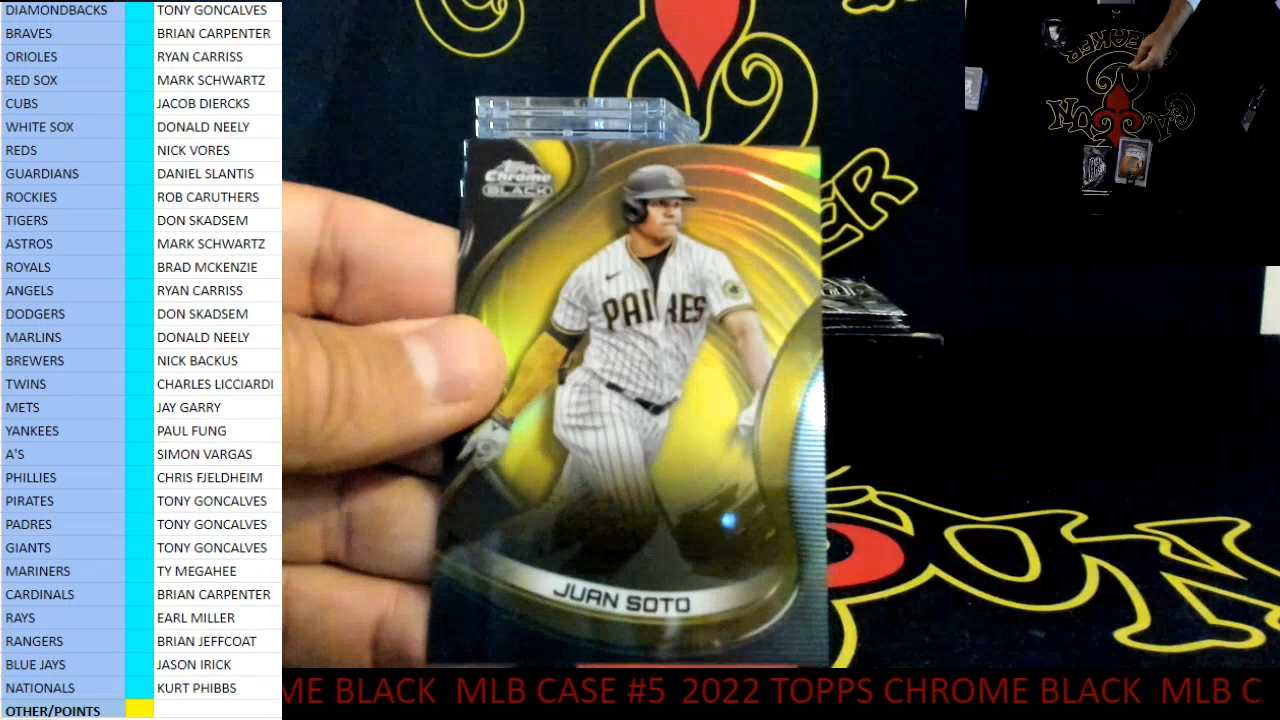 DIAMONDBACKS TONY GONCALVES
BRAVES BRIAN CARPENTER
ORIOLES RYAN CARRISS
RED SOX MARK SCHWARTZ
CUBS JACOB DIERCKS
WHITE SOX DONALD NEELY
REDS NICK VORES
GUARDIANS DANIEL SLANTIS
ROCKIES ROB CARUTHERS
TIGERS DON SKADSEM
ASTROS MARK SCHWARTZ
ROYALS BRAD MCKENZIE
ANGELS RYAN CARRISS
DODGERS DON SKADSEM
MARLINS DONALD NEELY
BREWERS NICK BACKUS
TWINS CHARLES LICCIARDI
METS JAY GARRY
YANKEES PAUL FUNG
A'S SIMON VARGAS
PHILLIES CHRIS FJELDHEIM
PIRATES TONY GONCALVES
PADRES TONY GONCALVES
GIANTS TONY GONCALVES
MARINERS TY MEGAHEE
CARDINALS BRIAN CARPENTER
RAYS EARL MILLER
RANGERS BRIAN JEFFCOAT
BLUE JAYS JASON IRICK
NATIONALS KURT PHIBBS
OTHER/POINTS
Topps
Chrome
BLACK
PADRES
JUAN SOTO
ER
ME BLACK MLB CASE #5 2022 TOPPS CHROME BLACK MLB C